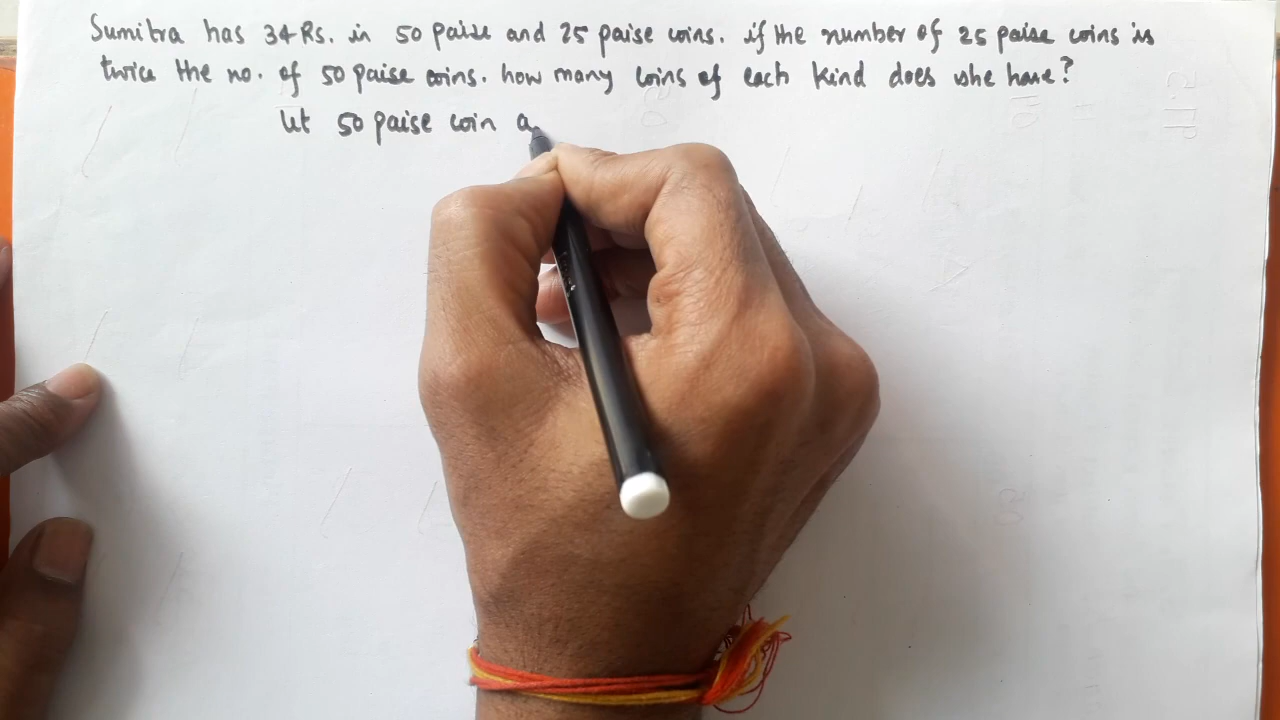 Sumitra has 34 Rs. in 50 paise and 25 paise coins. if the number of 25 paise coins is
twice the no. of 50 paise coins. how many coins of each kind does she have?
let 50 paise coin a